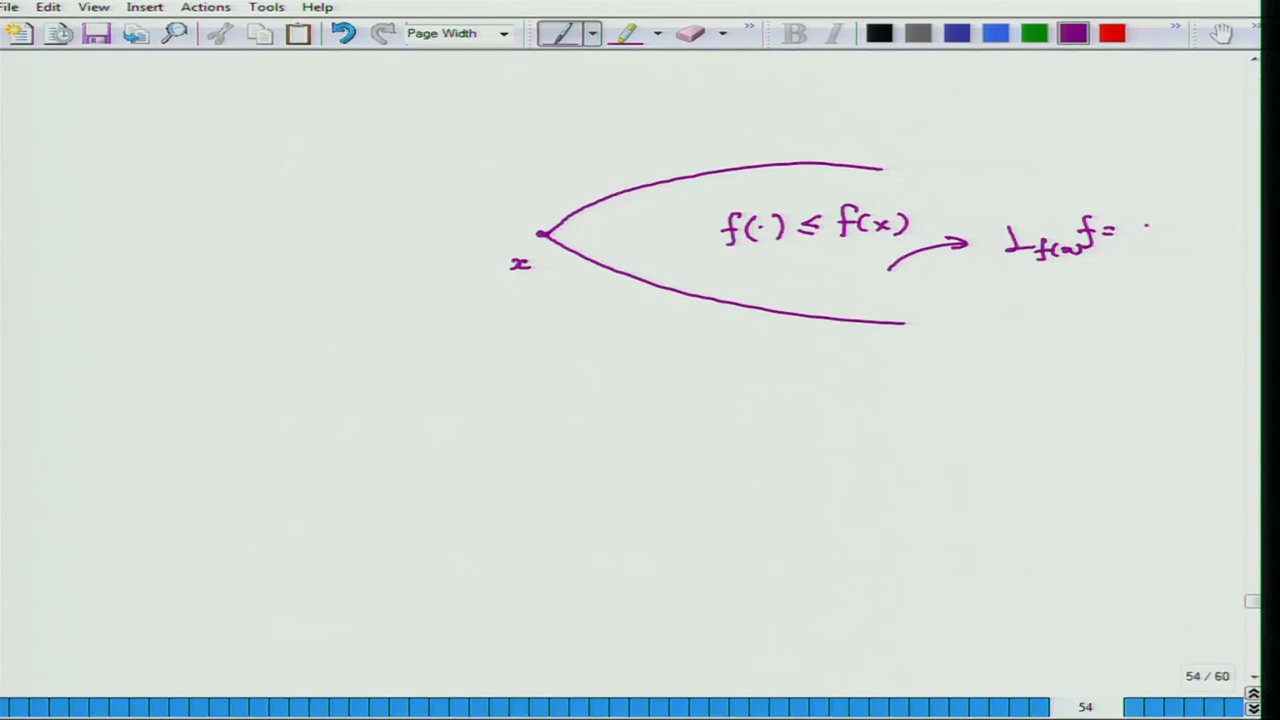 File Edit View Insert Actions Tools Help
Page Width
B I
f(·) ≤ f(x)
L_{f(x)} f =
x
54 / 60
54